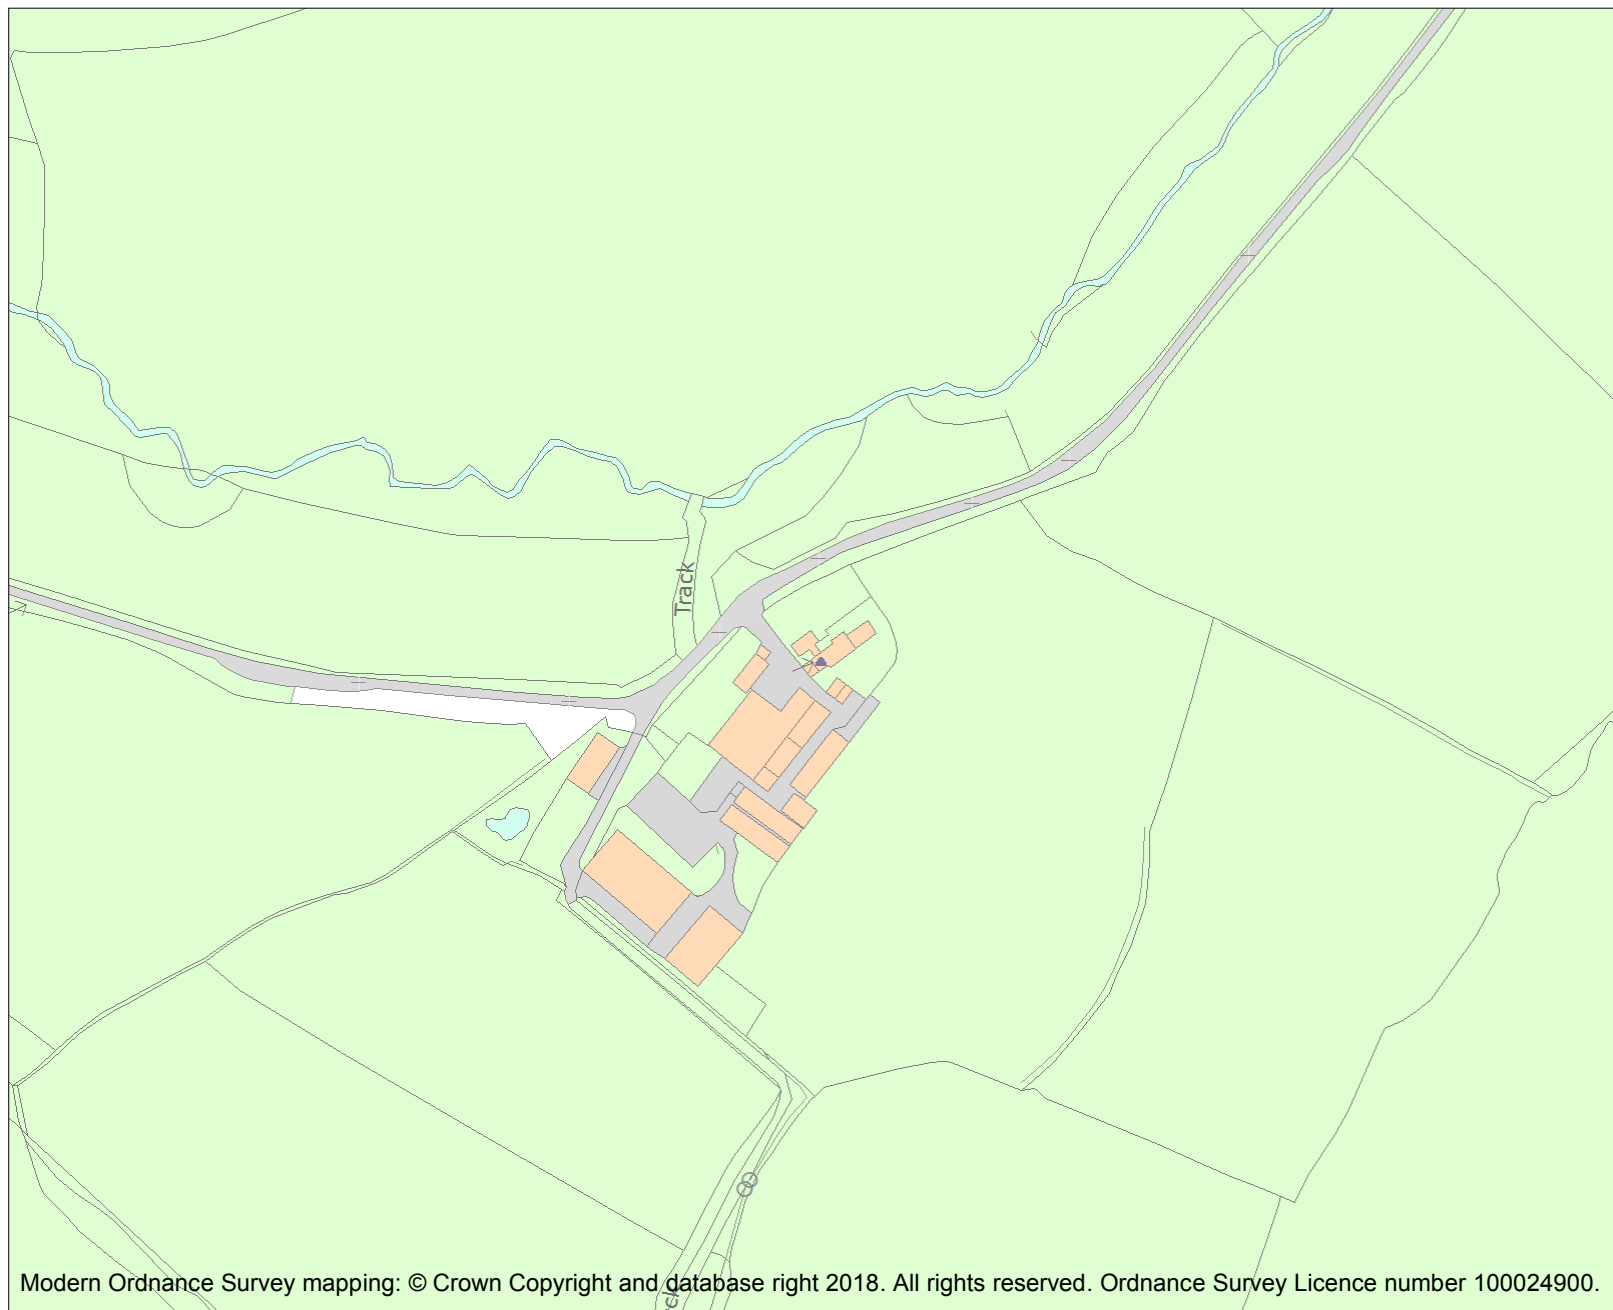 Track
Modern Ordnance Survey mapping: © Crown Copyright and database right 2018. All rights reserved. Ordnance Survey Licence number 100024900.